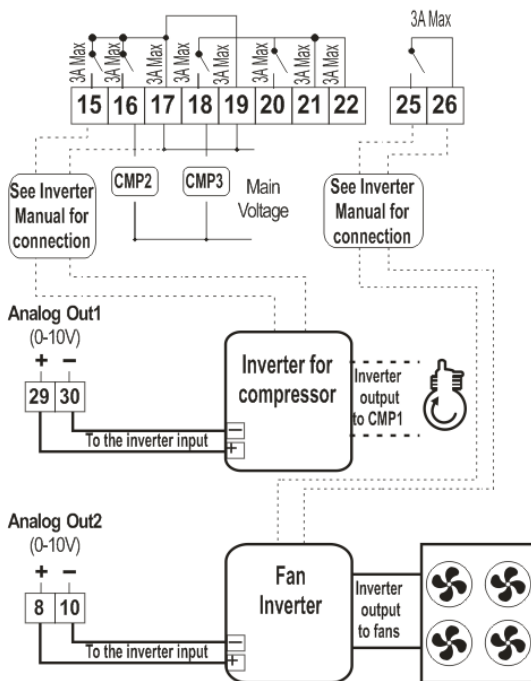 3A Max
3A Max
3A Max
3A Max
3A Max
3A Max
3A Max
3A Max
3A Max
15 16 17 18 19 20 21 22
25 26
CMP2
CMP3
Main
Voltage
See Inverter
Manual for
connection
See Inverter
Manual for
connection
Analog Out1
(0-10V)
+ −
29 30
To the inverter input
−
+
Inverter for
compressor
Inverter
output
to CMP1
Analog Out2
(0-10V)
+ −
8 10
To the inverter input
−
+
Fan
Inverter
Inverter
output
to fans